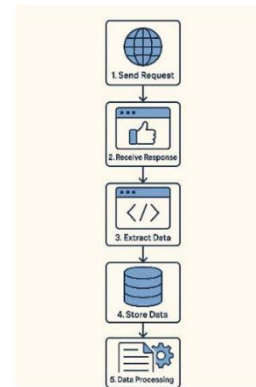 1. Send Request
2. Receive Response
</>
3. Extract Data
4. Store Data
5. Data Processing